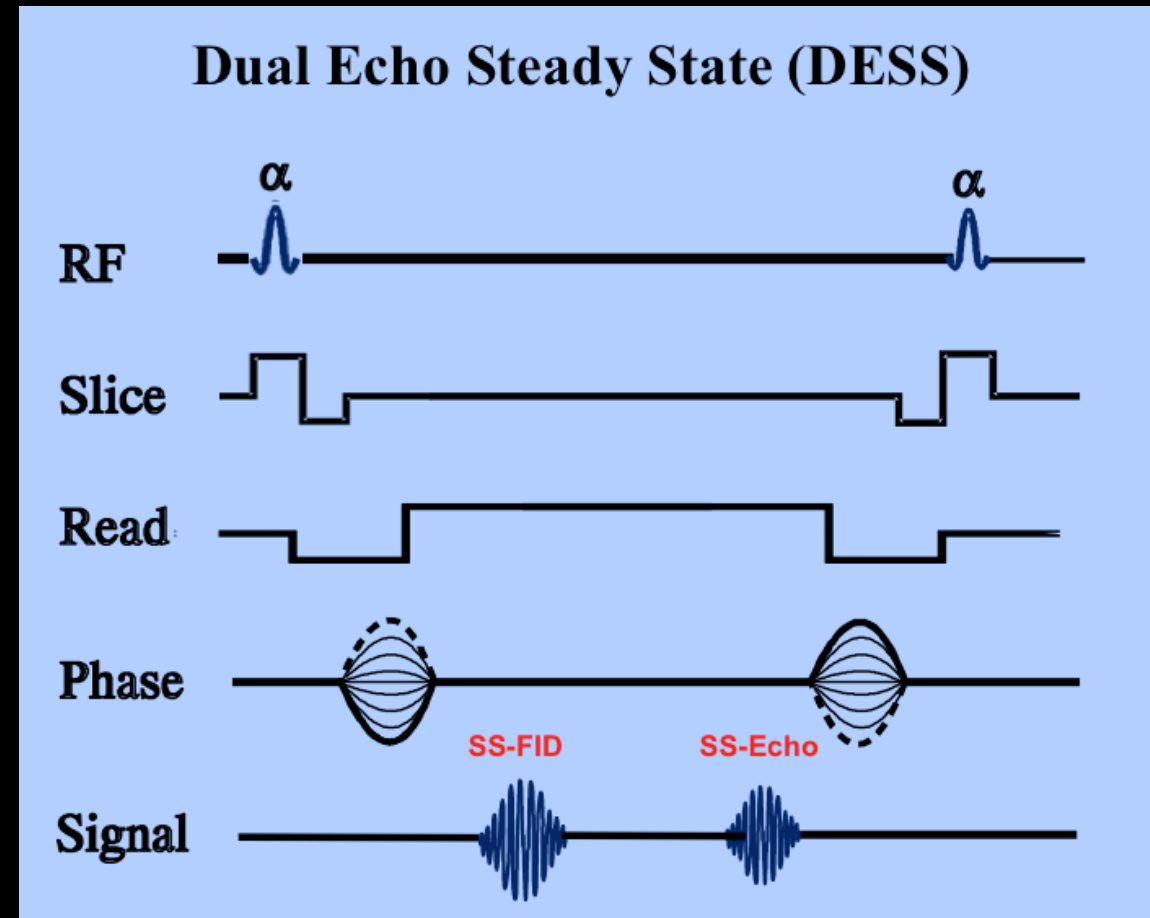 Dual Echo Steady State (DESS)
α
α
RF
Slice
Read
Phase
SS-FID
SS-Echo
Signal